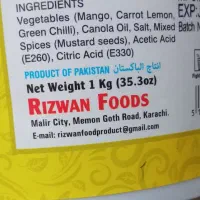 INGREDIENTS
Vegetables (Mango, Carrot Lemon,
Green Chilli), Canola Oil, Salt, Mixed
Spices (Mustard seeds), Acetic Acid
(E260), Citric Acid (E330)
EXP:
Batch
PRODUCT OF PAKISTAN انتاج الباكستان
Net Weight 1 Kg (35.3oz)
RIZWAN FOODS
Malir City, Memon Goth Road, Karachi.
E-mail: rizwanfoodproduct@gmail.com